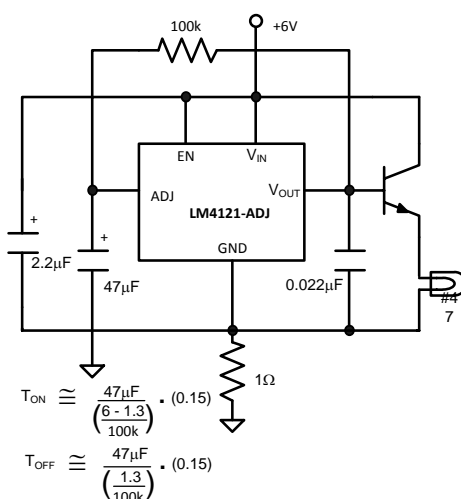 100k
+6V
+
EN
VIN
ADJ
VOUT
LM4121-ADJ
+
GND
2.2µF
47µF
0.022µF
#4
7
1Ω
TON ≅ 47µF / ((6 - 1.3) / 100k) ▪ (0.15)
TOFF ≅ 47µF / (1.3 / 100k) ▪ (0.15)